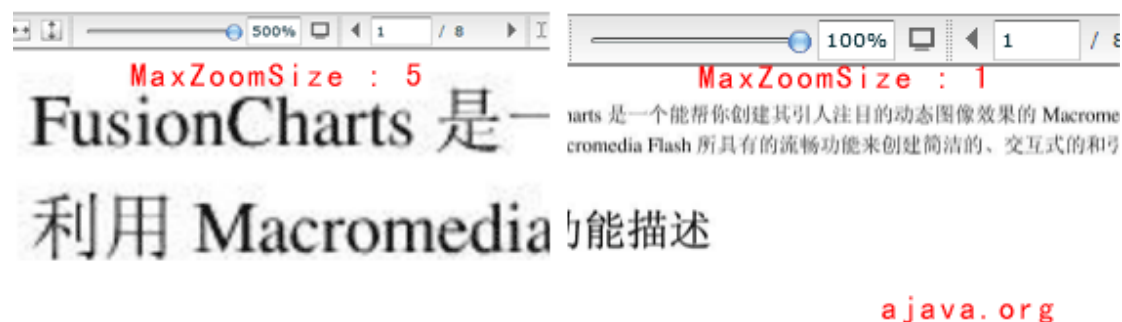 500% 1 / 8
MaxZoomSize : 5
FusionCharts 是一
利用 Macromedia
100% 1 / 8
MaxZoomSize : 1
harts 是一个能帮你创建其引人注目的动态图像效果的 Macrome
cromedia Flash 所具有的流畅功能来创建简洁的、交互式的和引
功能描述
ajava.org